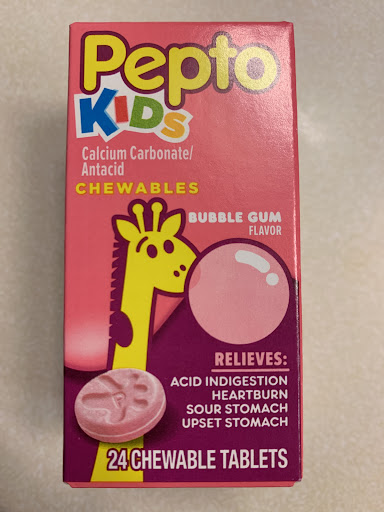 Pepto
KIDS
Calcium Carbonate/
Antacid
CHEWABLES
BUBBLE GUM
FLAVOR
RELIEVES:
ACID INDIGESTION
HEARTBURN
SOUR STOMACH
UPSET STOMACH
24 CHEWABLE TABLETS